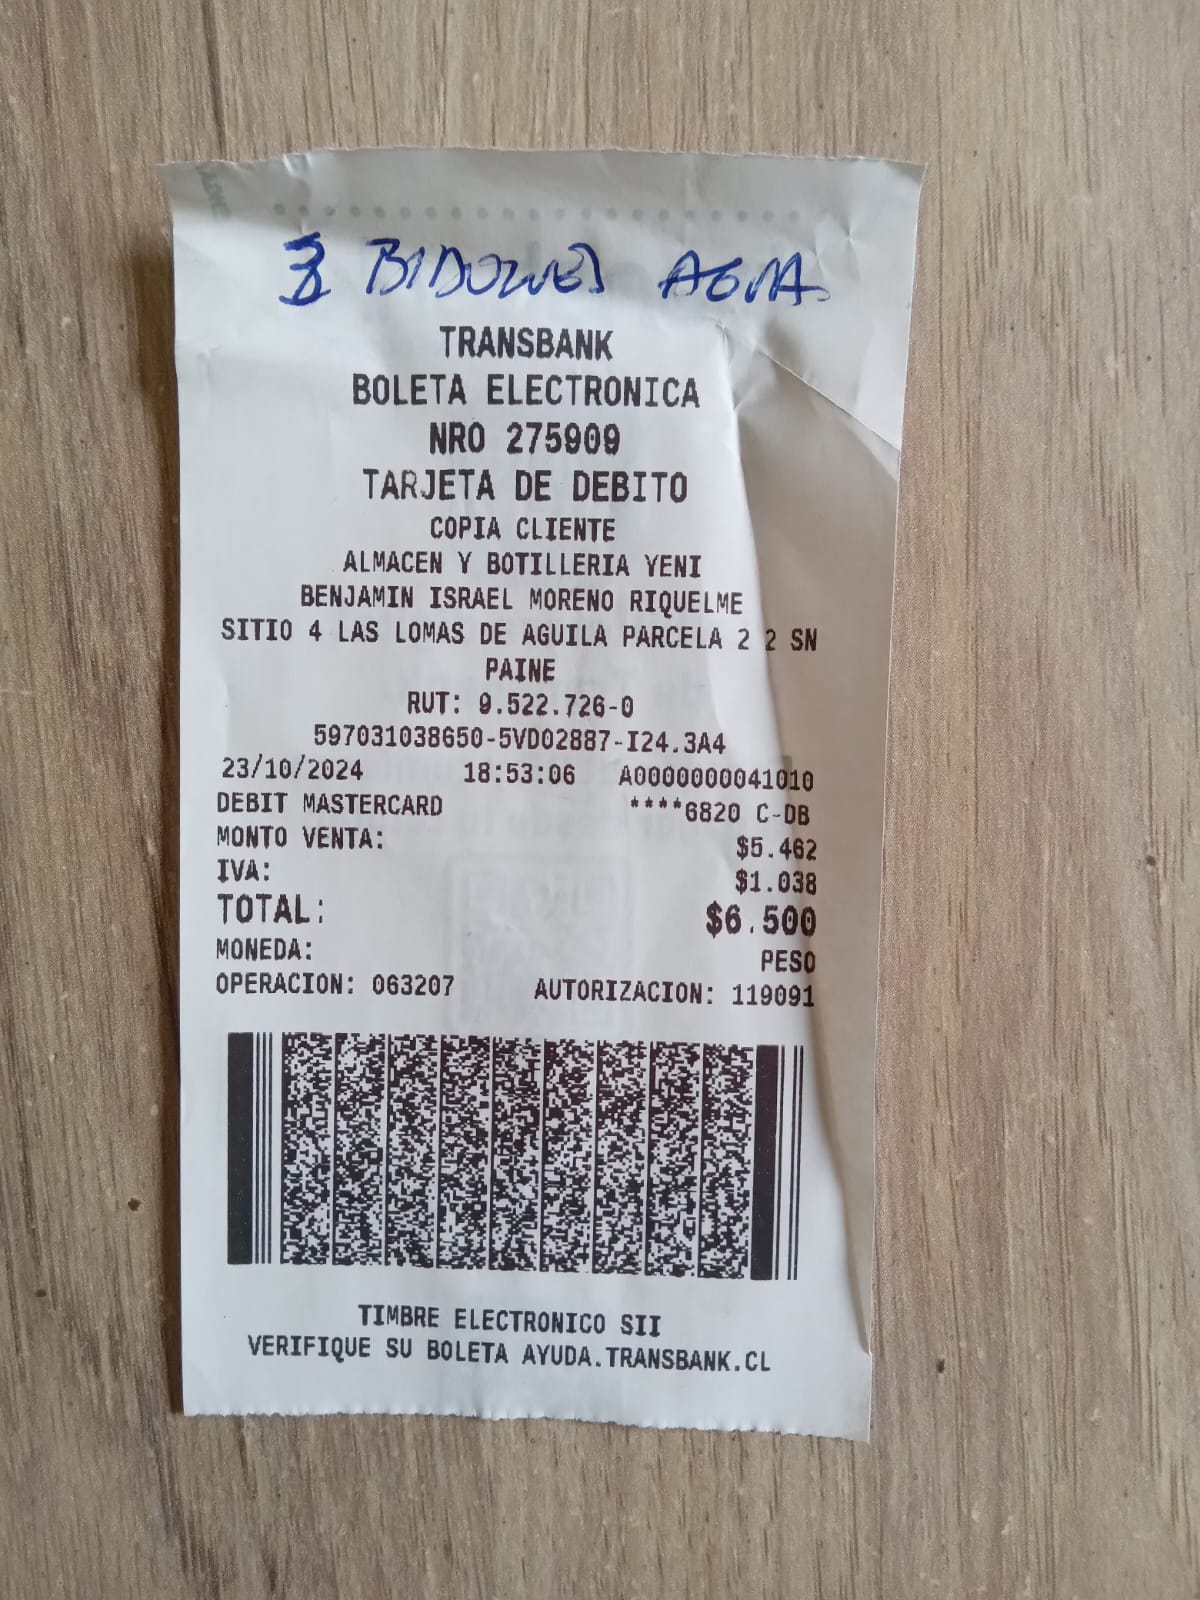 BIDONES AGUA
TRANSBANK
BOLETA ELECTRONICA
NRO 275909
TARJETA DE DEBITO
COPIA CLIENTE
ALMACEN Y BOTILLERIA YENI
BENJAMIN ISRAEL MORENO RIQUELME
SITIO 4 LAS LOMAS DE AGUILA PARCELA 2 2 SN
PAINE
RUT: 9.522.726-0
597031038650-5VD02887-I24.3A4
23/10/2024 18:53:06 A0000000041010
DEBIT MASTERCARD ****6820 C-DB
MONTO VENTA: $5.462
IVA: $1.038
TOTAL: $6.500
MONEDA: PESO
OPERACION: 063207 AUTORIZACION: 119091
TIMBRE ELECTRONICO SII
VERIFIQUE SU BOLETA AYUDA.TRANSBANK.CL